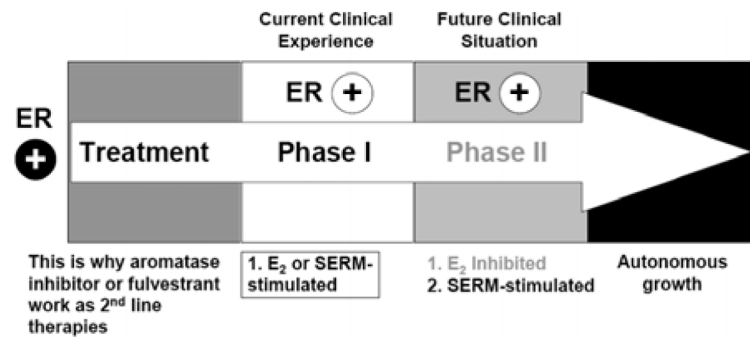 Current Clinical
Experience
Future Clinical
Situation
ER
+
ER +
ER +
Treatment
Phase I
Phase II
This is why aromatase
inhibitor or fulvestrant
work as 2nd line
therapies
1. E2 or SERM-
stimulated
1. E2 Inhibited
2. SERM-stimulated
Autonomous
growth